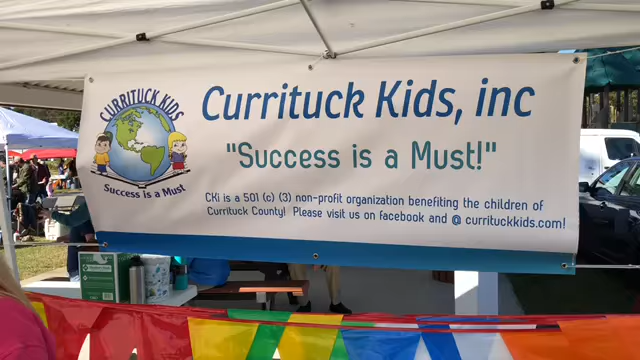 CURRITUCK KIDS
Success is a Must
Currituck Kids, inc
"Success is a Must!"
CKi is a 501 (c) (3) non-profit organization benefiting the children of
Currituck County! Please visit us on facebook and @ currituckkids.com!